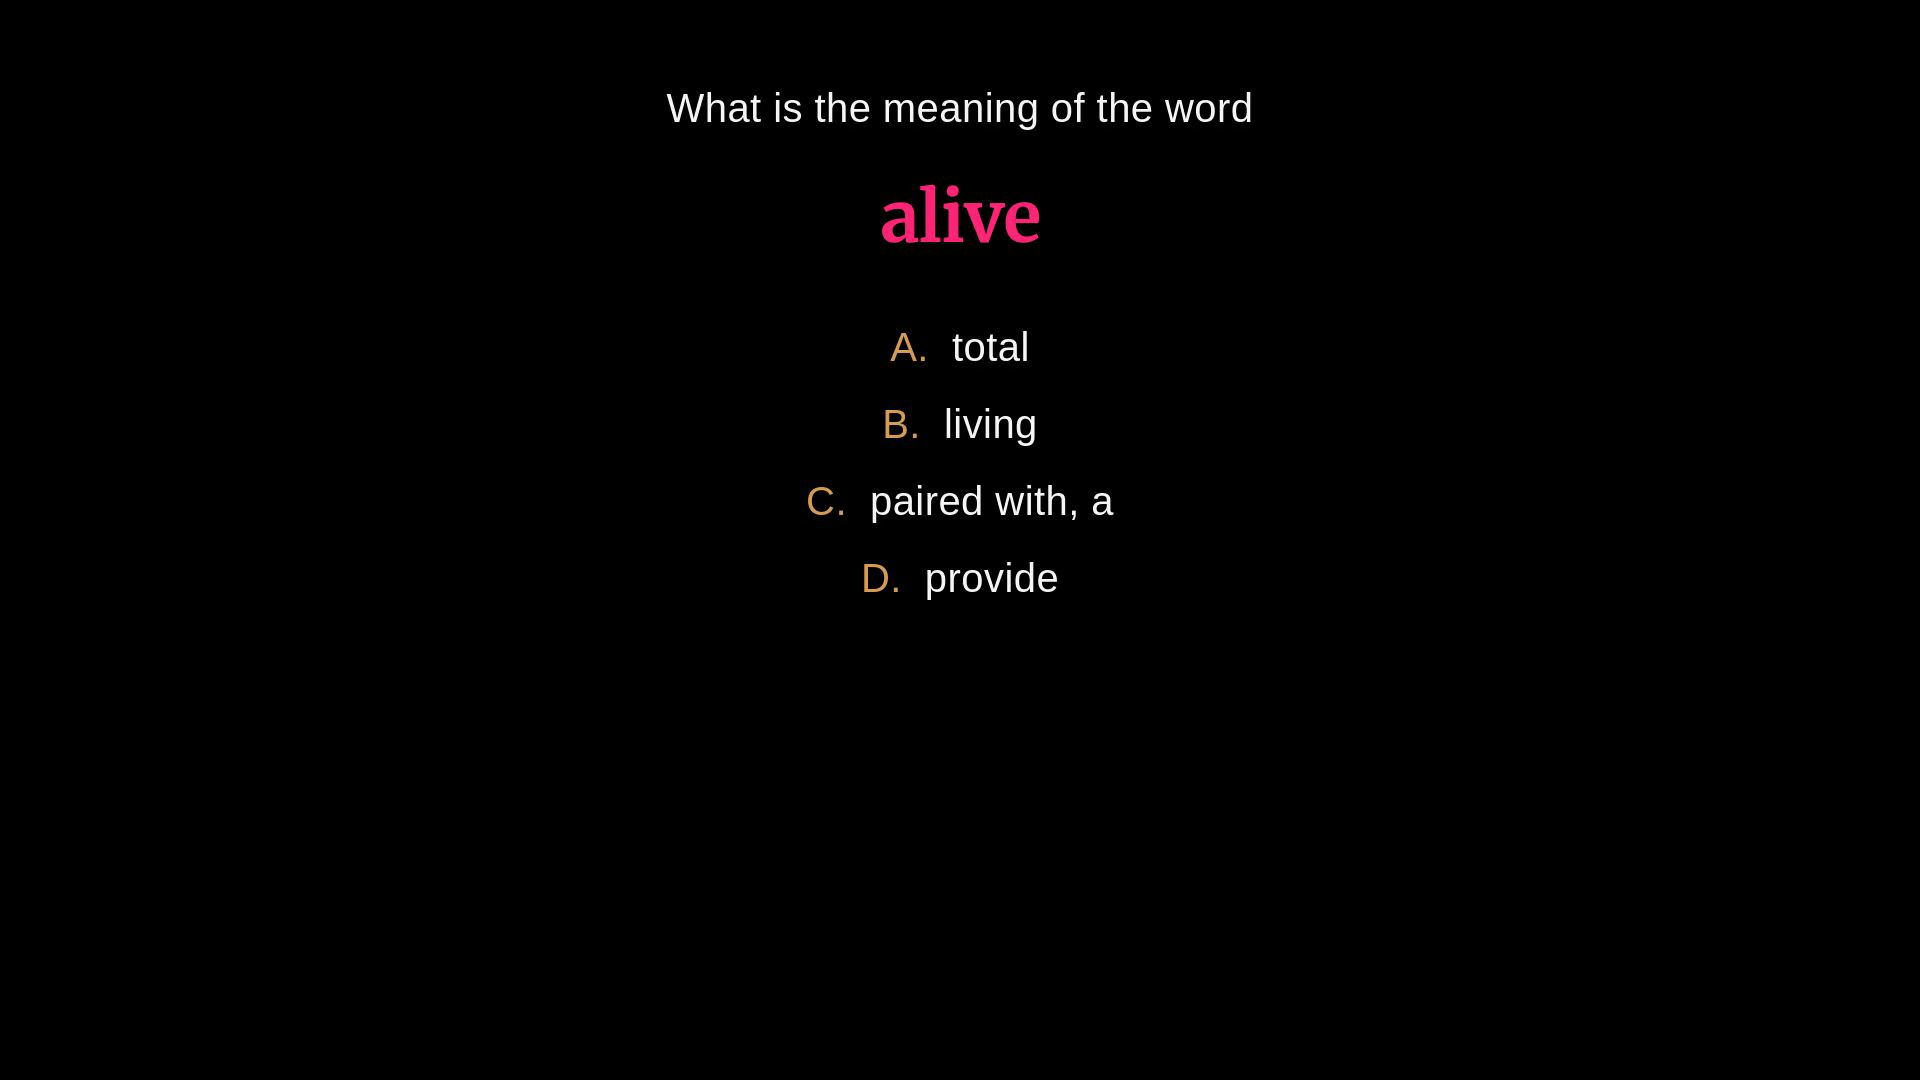 What is the meaning of the word
alive
A. total
B. living
C. paired with, a
D. provide